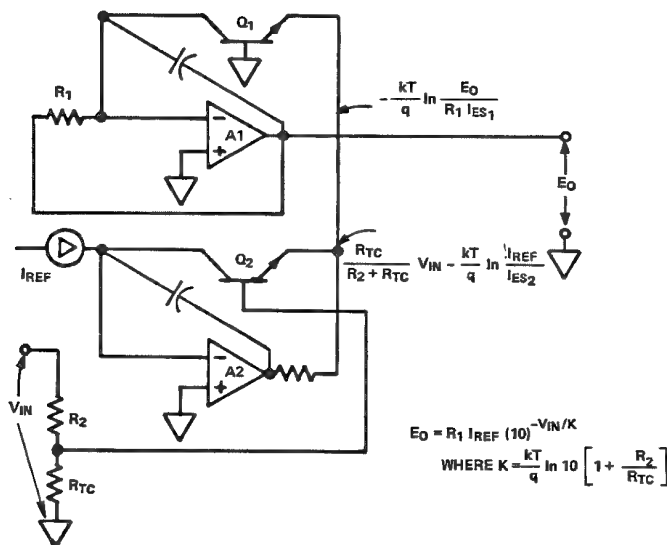 Q1
R1
− kT/q ln E0/(R1 IES1)
−
A1
+
E0
Q2
IREF
RTC/(R2 + RTC) VIN − kT/q ln IREF/IES2
−
A2
+
VIN
R2
RTC
E0 = R1 IREF (10)^−VIN/K
WHERE K = kT/q ln 10 [1 + R2/RTC]